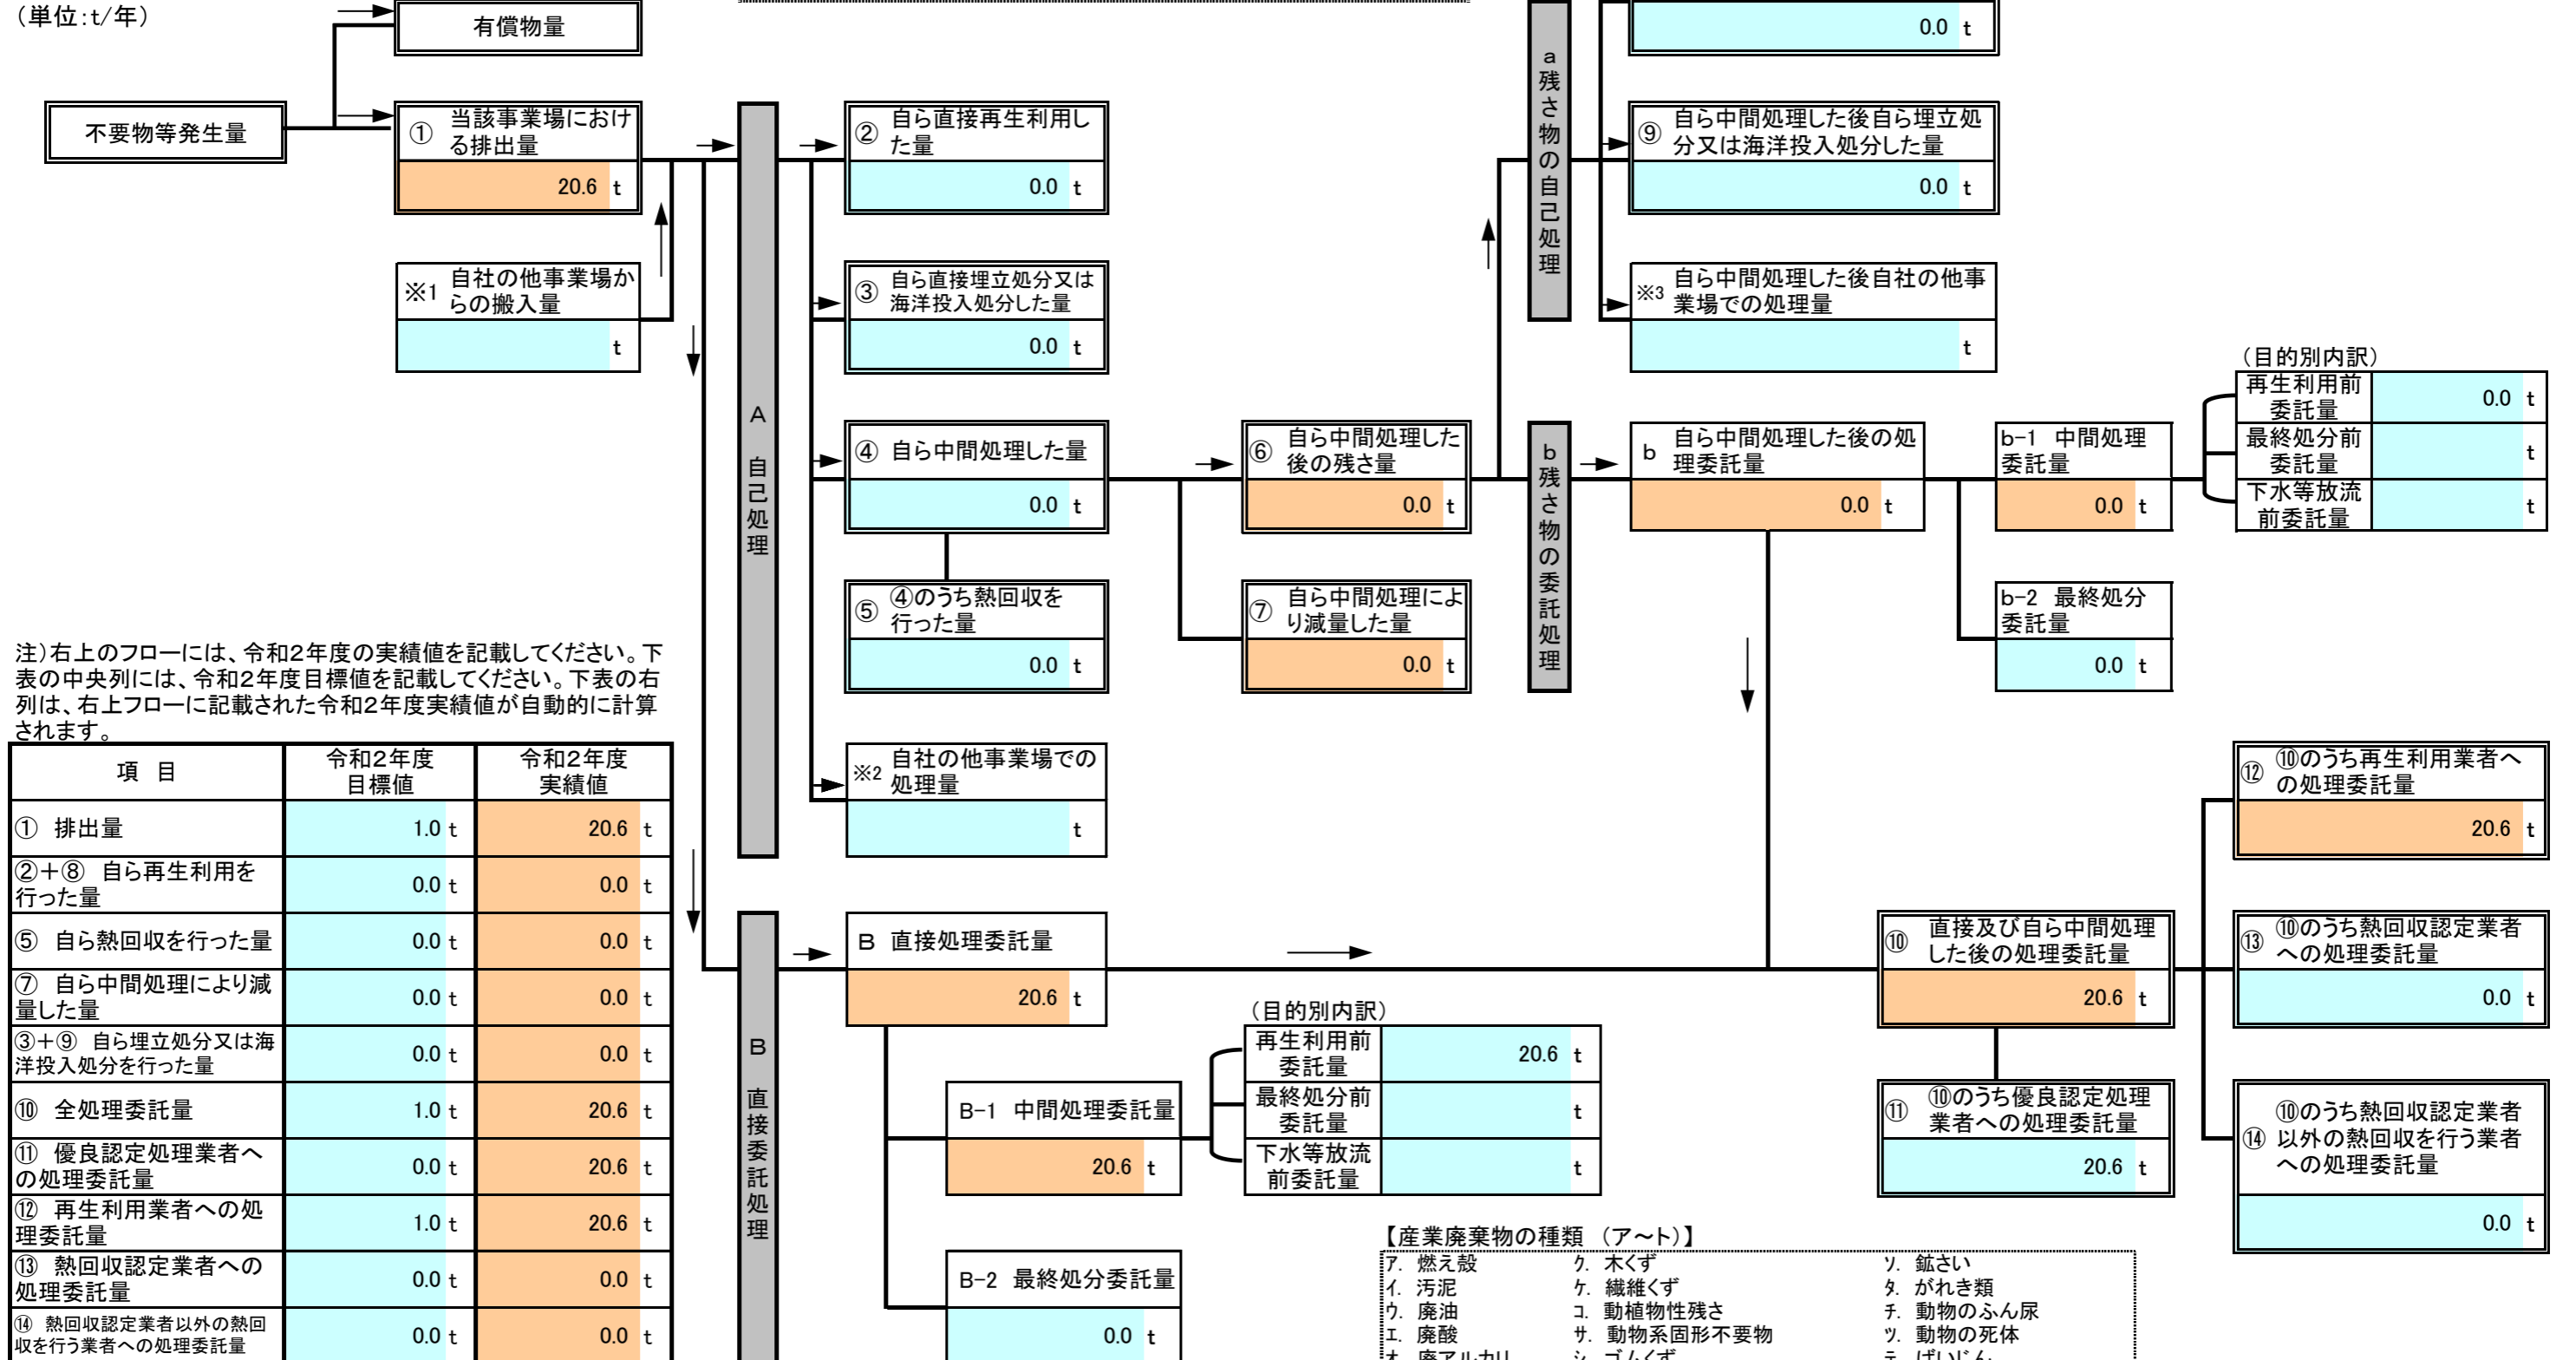 （単位：t/年）
有償物量
0.0 t
不要物等発生量
① 当該事業場におけ
る排出量
20.6 t
② 自ら直接再生利用し
た量
0.0 t
a 残さ物の自己処理
⑨ 自ら中間処理した後自ら埋立処
分又は海洋投入処分した量
0.0 t
※1 自社の他事業場か
らの搬入量
t
③ 自ら直接埋立処分又は
海洋投入処分した量
0.0 t
※3 自ら中間処理した後自社の他事
業場での処理量
t
A 自己処理
④ 自ら中間処理した量
0.0 t
⑥ 自ら中間処理した
後の残さ量
0.0 t
b 残さ物の委託処理
b 自ら中間処理した後の処
理委託量
0.0 t
b-1 中間処理
委託量
0.0 t
（目的別内訳）
再生利用前
委託量
0.0 t
最終処分前
委託量
t
下水等放流
前委託量
t
⑤ ④のうち熱回収を
行った量
0.0 t
⑦ 自ら中間処理によ
り減量した量
0.0 t
b-2 最終処分
委託量
0.0 t
注）右上のフローには、令和２年度の実績値を記載してください。下
表の中央列には、令和２年度目標値を記載してください。下表の右
列は、右上フローに記載された令和２年度実績値が自動的に計算
されます。
※2 自社の他事業場での
処理量
t
項 目
令和２年度
目標値
令和２年度
実績値
① 排出量
1.0 t
20.6 t
②＋⑧ 自ら再生利用を
行った量
0.0 t
0.0 t
⑤ 自ら熱回収を行った量
0.0 t
0.0 t
⑦ 自ら中間処理により減
量した量
0.0 t
0.0 t
③＋⑨ 自ら埋立処分又は海
洋投入処分を行った量
0.0 t
0.0 t
⑩ 全処理委託量
1.0 t
20.6 t
⑪ 優良認定処理業者へ
の処理委託量
0.0 t
20.6 t
⑫ 再生利用業者への処
理委託量
1.0 t
20.6 t
⑬ 熱回収認定業者への
処理委託量
0.0 t
0.0 t
⑭ 熱回収認定業者以外の熱回
収を行う業者への処理委託量
0.0 t
0.0 t
B 直接委託処理
B 直接処理委託量
20.6 t
B-1 中間処理委託量
20.6 t
（目的別内訳）
再生利用前
委託量
20.6 t
最終処分前
委託量
t
下水等放流
前委託量
t
B-2 最終処分委託量
0.0 t
⑩ 直接及び自ら中間処理
した後の処理委託量
20.6 t
⑪ ⑩のうち優良認定処理
業者への処理委託量
20.6 t
⑫ ⑩のうち再生利用業者へ
の処理委託量
20.6 t
⑬ ⑩のうち熱回収認定業者
への処理委託量
0.0 t
⑭ ⑩のうち熱回収認定業者
以外の熱回収を行う業者
への処理委託量
0.0 t
【産業廃棄物の種類 （ア～ト）】
ア. 燃え殻
イ. 汚泥
ウ. 廃油
エ. 廃酸
オ. 廃アルカリ
ク. 木くず
ケ. 繊維くず
コ. 動植物性残さ
サ. 動物系固形不要物
シ. ゴムくず
ソ. 鉱さい
タ. がれき類
チ. 動物のふん尿
ツ. 動物の死体
テ. ばいじん